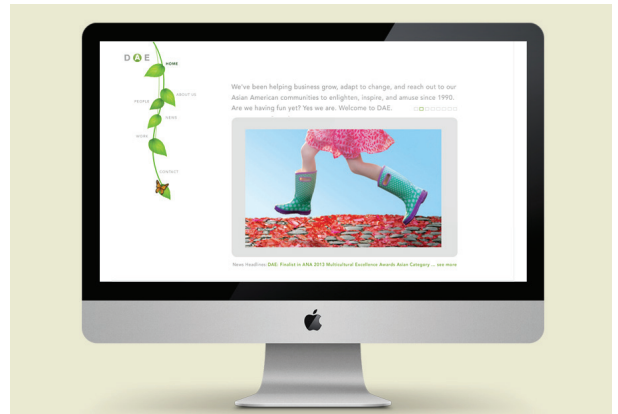 DAE
HOME
ABOUT US
PEOPLE
NEWS
WORK
CONTACT
We've been helping business grow, adapt to change, and reach out to our
Asian American communities to enlighten, inspire, and amuse since 1990.
Are we having fun yet? Yes we are. Welcome to DAE.
News Headlines: DAE: Finalist in ANA 2013 Multicultural Excellence Awards Asian Category ... see more